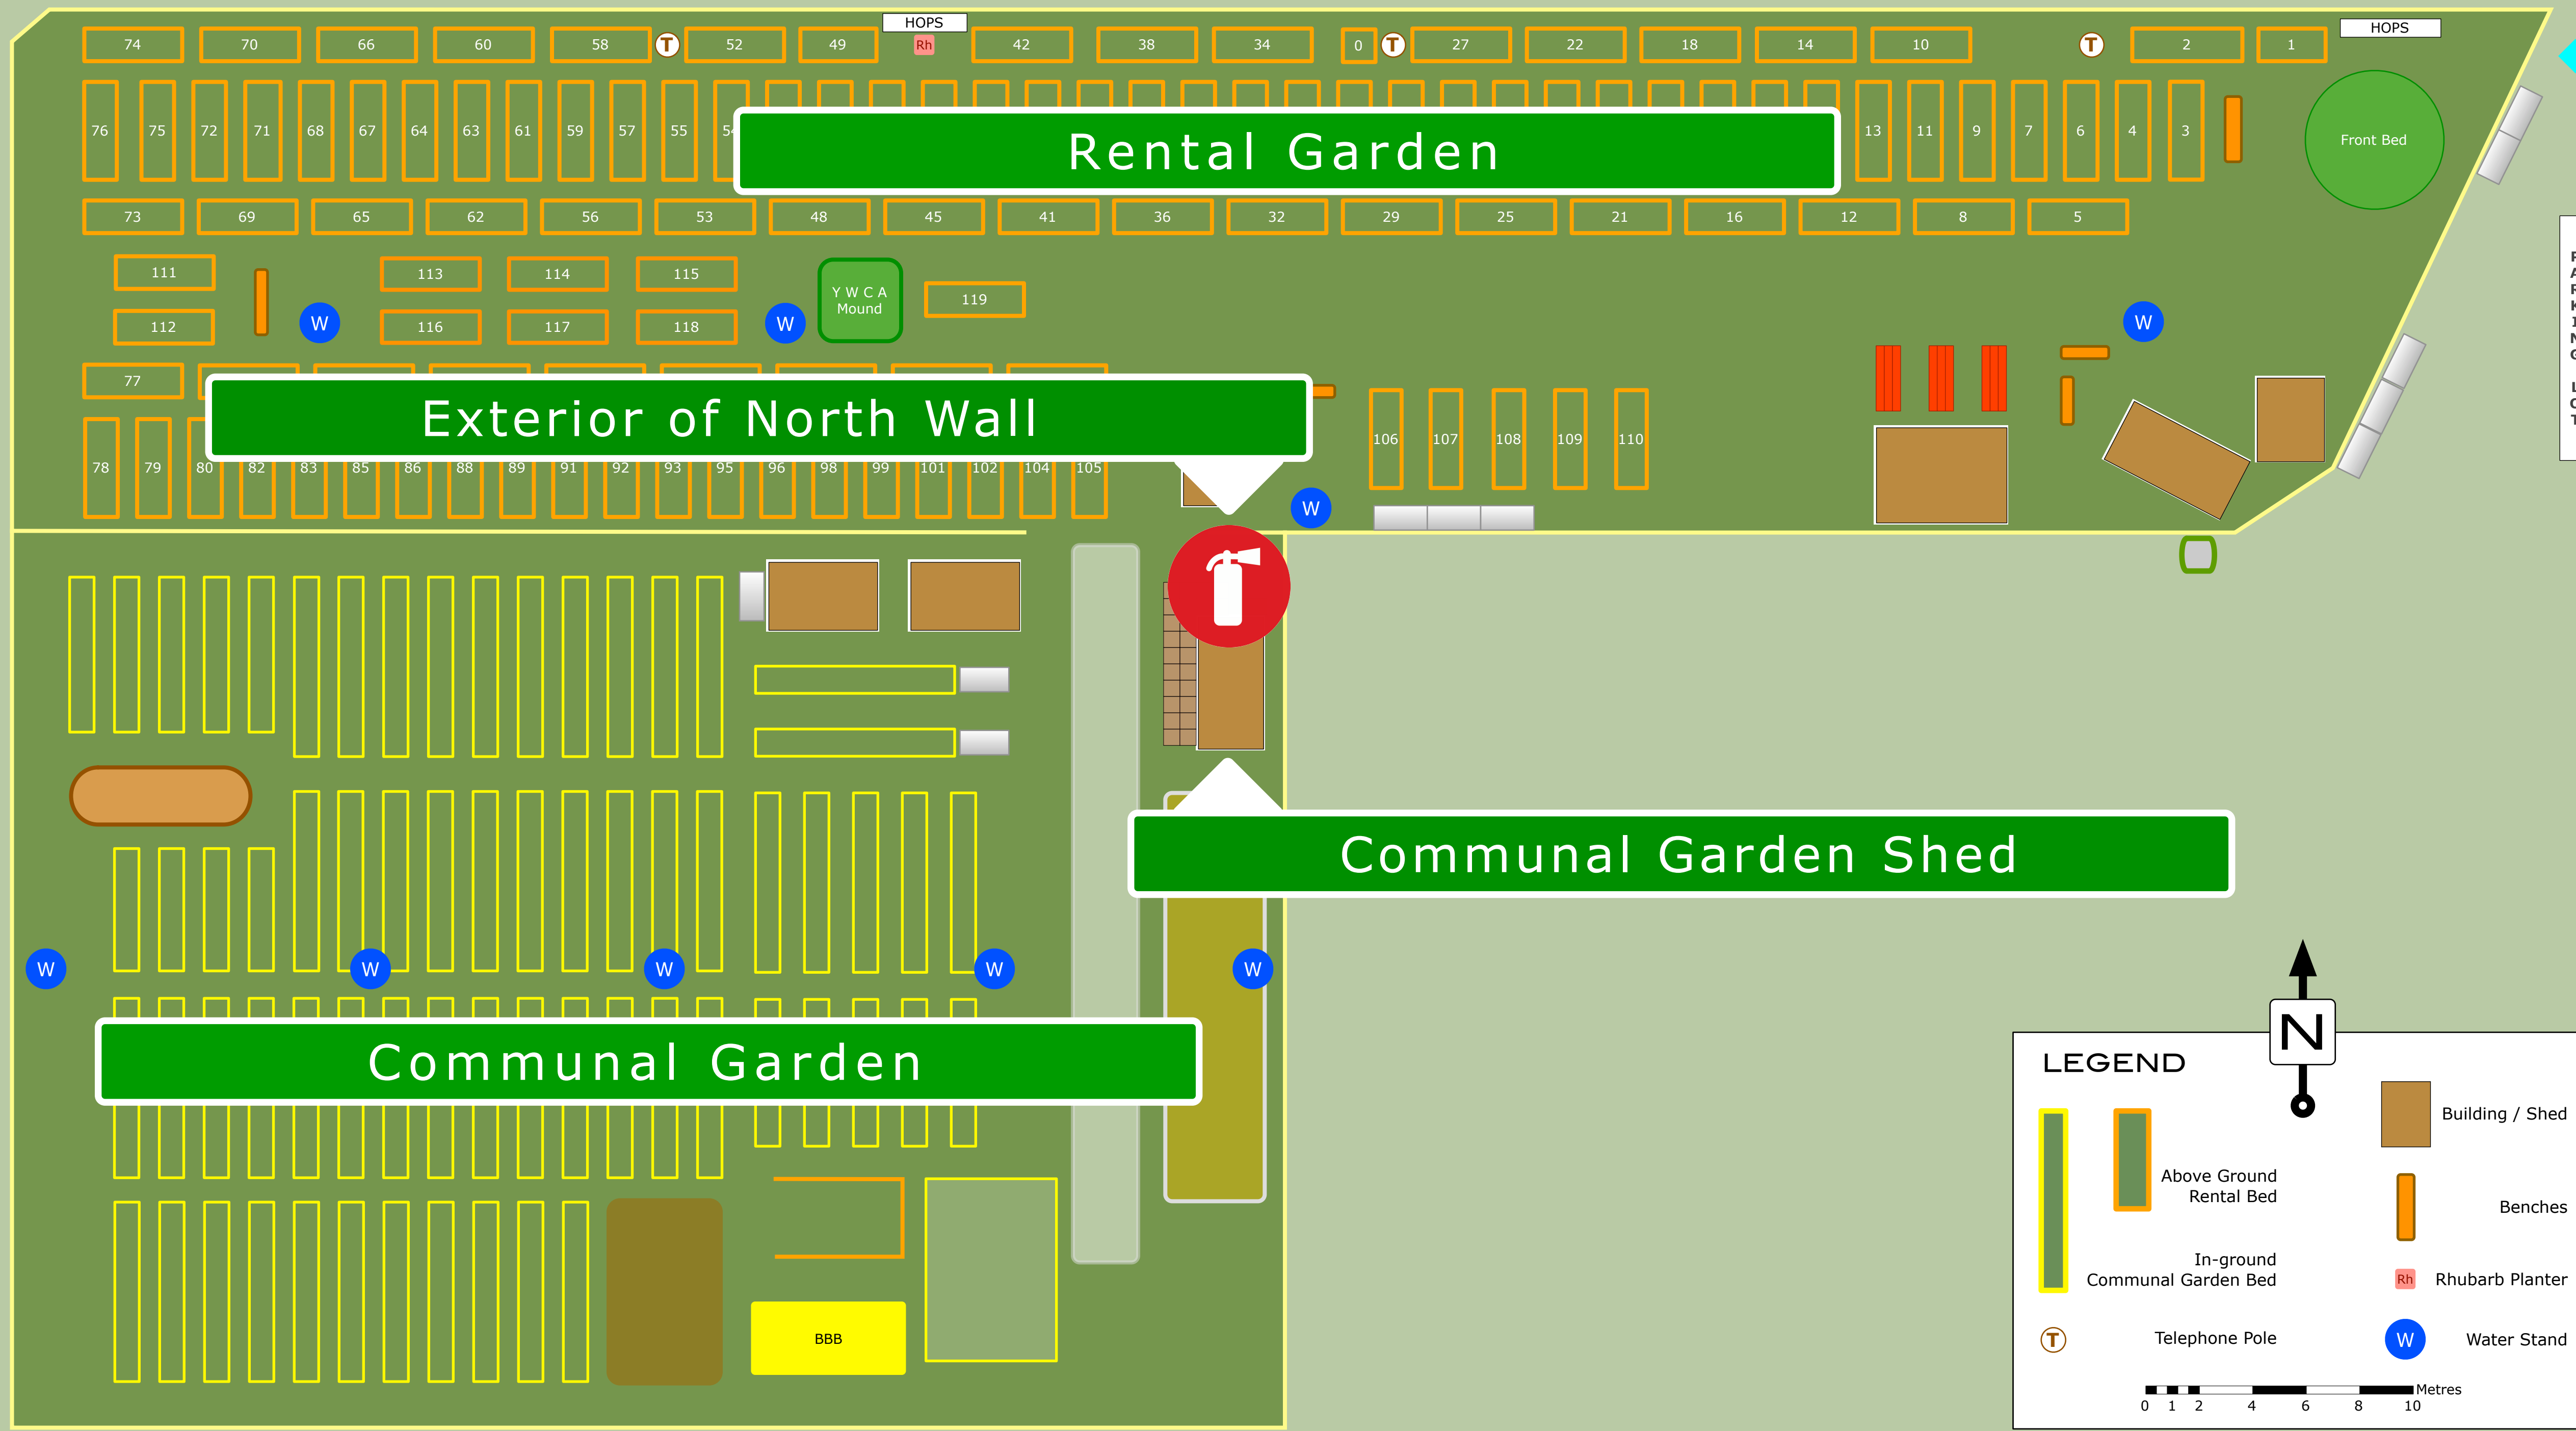 HOPS
HOPS
74 70 66 60 58 T 52 49 Rh 42 38 34 0 T 27 22 18 14 10 T 2 1
76 75 72 71 68 67 64 63 61 59 57 55 13 11 9 7 6 4 3
Front Bed
Rental Garden
73 69 65 62 56 53 48 45 41 36 32 29 25 21 16 12 8 5
111 113 114 115
Y W C A
Mound
119
112 W 116 117 118 W W
77
Exterior of North Wall
106 107 108 109 110
78 79 80 82 83 85 86 88 89 91 92 93 95 96 98 99 101 102 104 105
W
Communal Garden Shed
W W W W W
Communal Garden
BBB
N
LEGEND
Building / Shed
Above Ground
Rental Bed
Benches
In-ground
Communal Garden Bed
Rh Rhubarb Planter
T Telephone Pole
W Water Stand
Metres
0 1 2 4 6 8 10